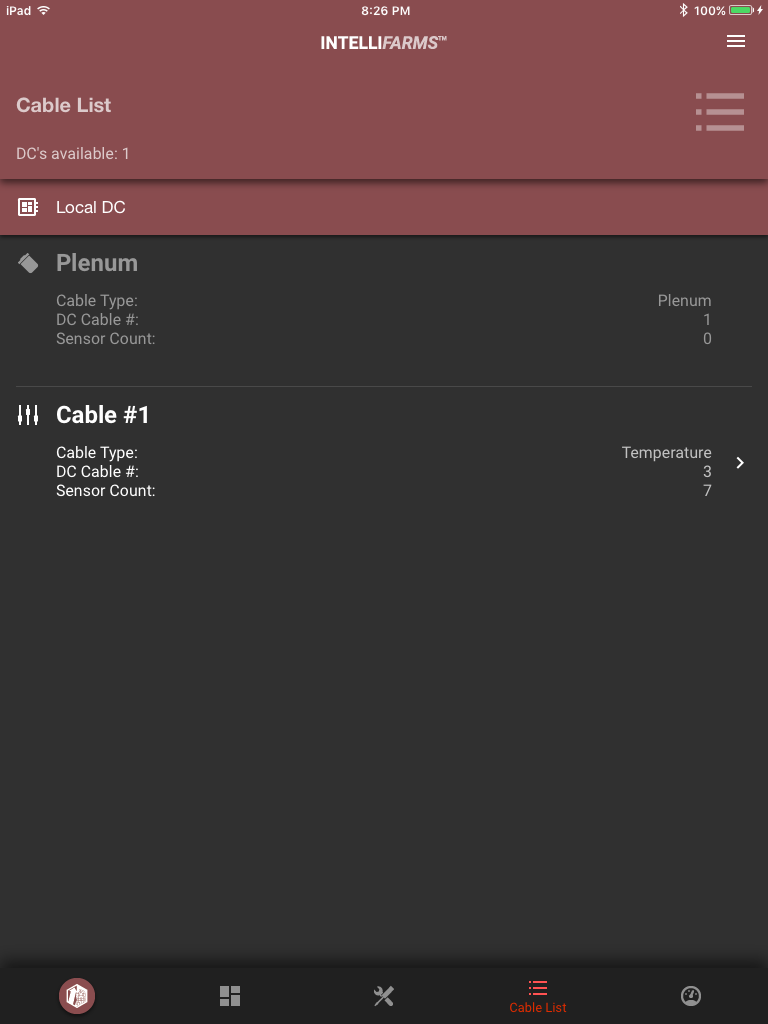 iPad 8:26 PM 100%
INTELLIFARMS™
Cable List
DC's available: 1
Local DC
Plenum
Cable Type: Plenum
DC Cable #: 1
Sensor Count: 0
Cable #1
Cable Type: Temperature
DC Cable #: 3
Sensor Count: 7
Cable List